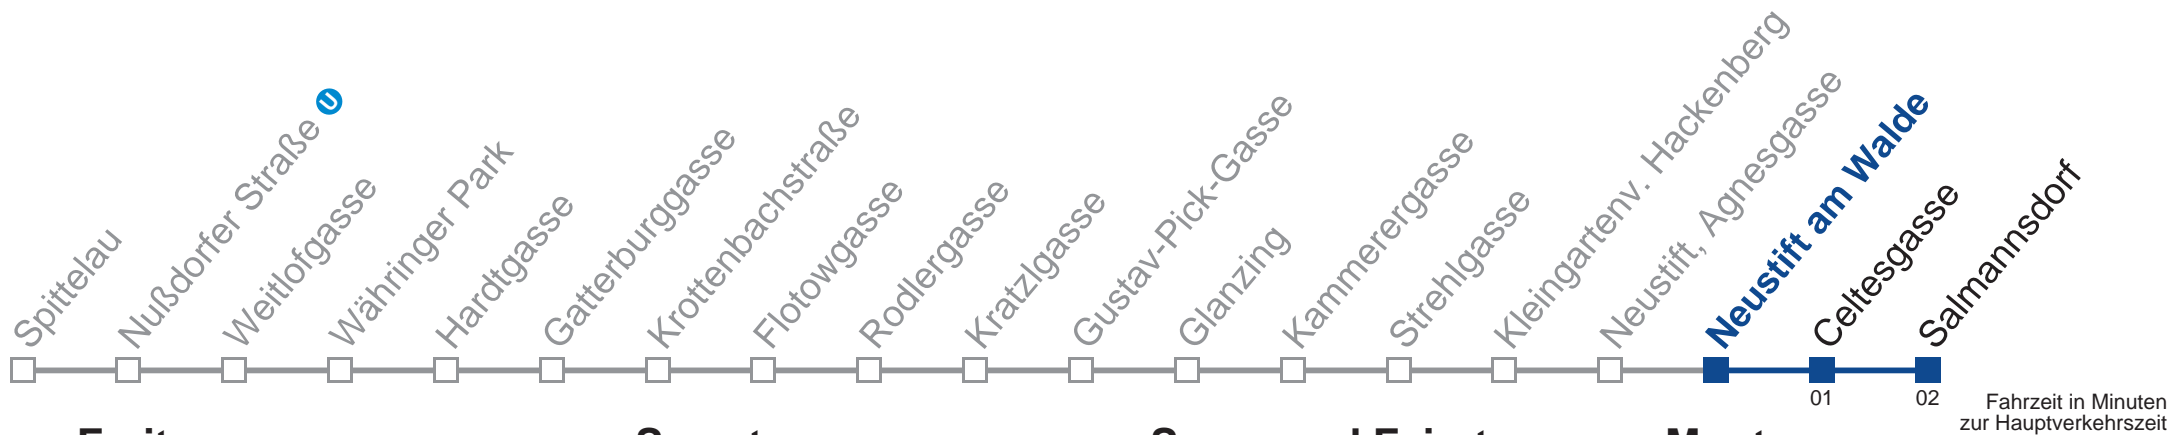 Spittelau
Nußdorfer Straße U
Weitlofgasse
Währinger Park
Hardtgasse
Gatterburggasse
Krottenbachstraße
Flotowgasse
Rodlergasse
Kratzlgasse
Gustav-Pick-Gasse
Glanzing
Kammerergasse
Strehlgasse
Kleingartenv. Hackenberg
Neustift, Agnesgasse
Neustift am Walde
Celtesgasse
Salmannsdorf
01 02
Fahrzeit in Minuten
zur Hauptverkehrszeit